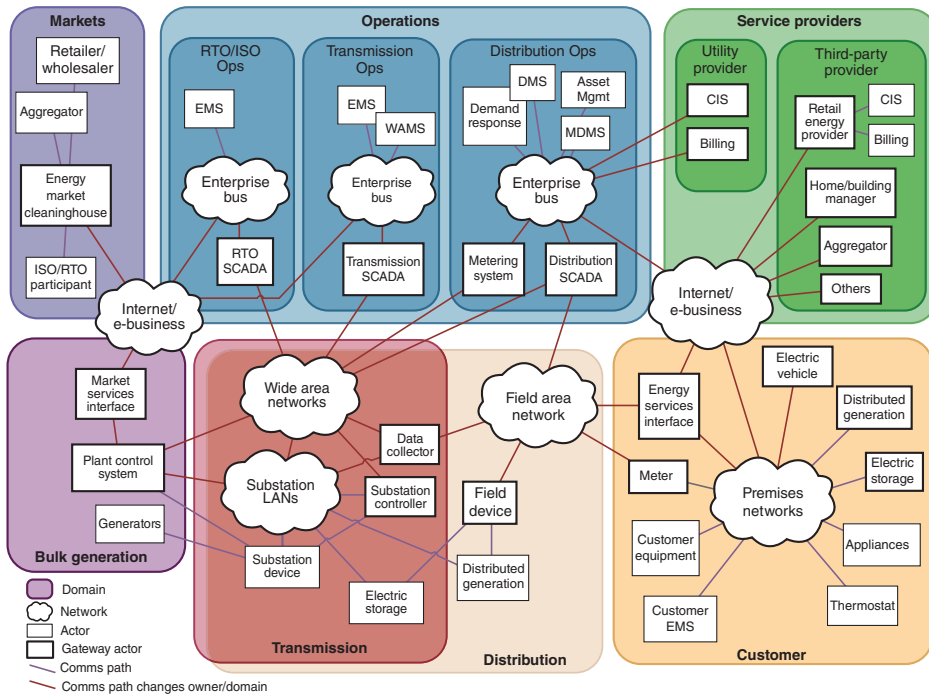 Markets
Operations
Service providers
Retailer/
wholesaler
Aggregator
Energy
market
cleaninghouse
ISO/RTO
participant
RTO/ISO
Ops
EMS
Enterprise
bus
RTO
SCADA
Transmission
Ops
EMS
WAMS
Enterprise
bus
Transmission
SCADA
Distribution Ops
DMS
Asset
Mgmt
Demand
response
MDMS
Enterprise
bus
Metering
system
Distribution
SCADA
Utility
provider
CIS
Billing
Third-party
provider
Retail
energy
provider
CIS
Billing
Home/building
manager
Aggregator
Others
Internet/
e-business
Internet/
e-business
Market
services
interface
Plant control
system
Generators
Bulk generation
Wide area
networks
Data
collector
Substation
LANs
Substation
controller
Substation
device
Electric
storage
Transmission
Field area
network
Field
device
Distributed
generation
Distribution
Energy
services
interface
Electric
vehicle
Distributed
generation
Meter
Premises
networks
Electric
storage
Customer
equipment
Appliances
Customer
EMS
Thermostat
Customer
Domain
Network
Actor
Gateway actor
Comms path
Comms path changes owner/domain